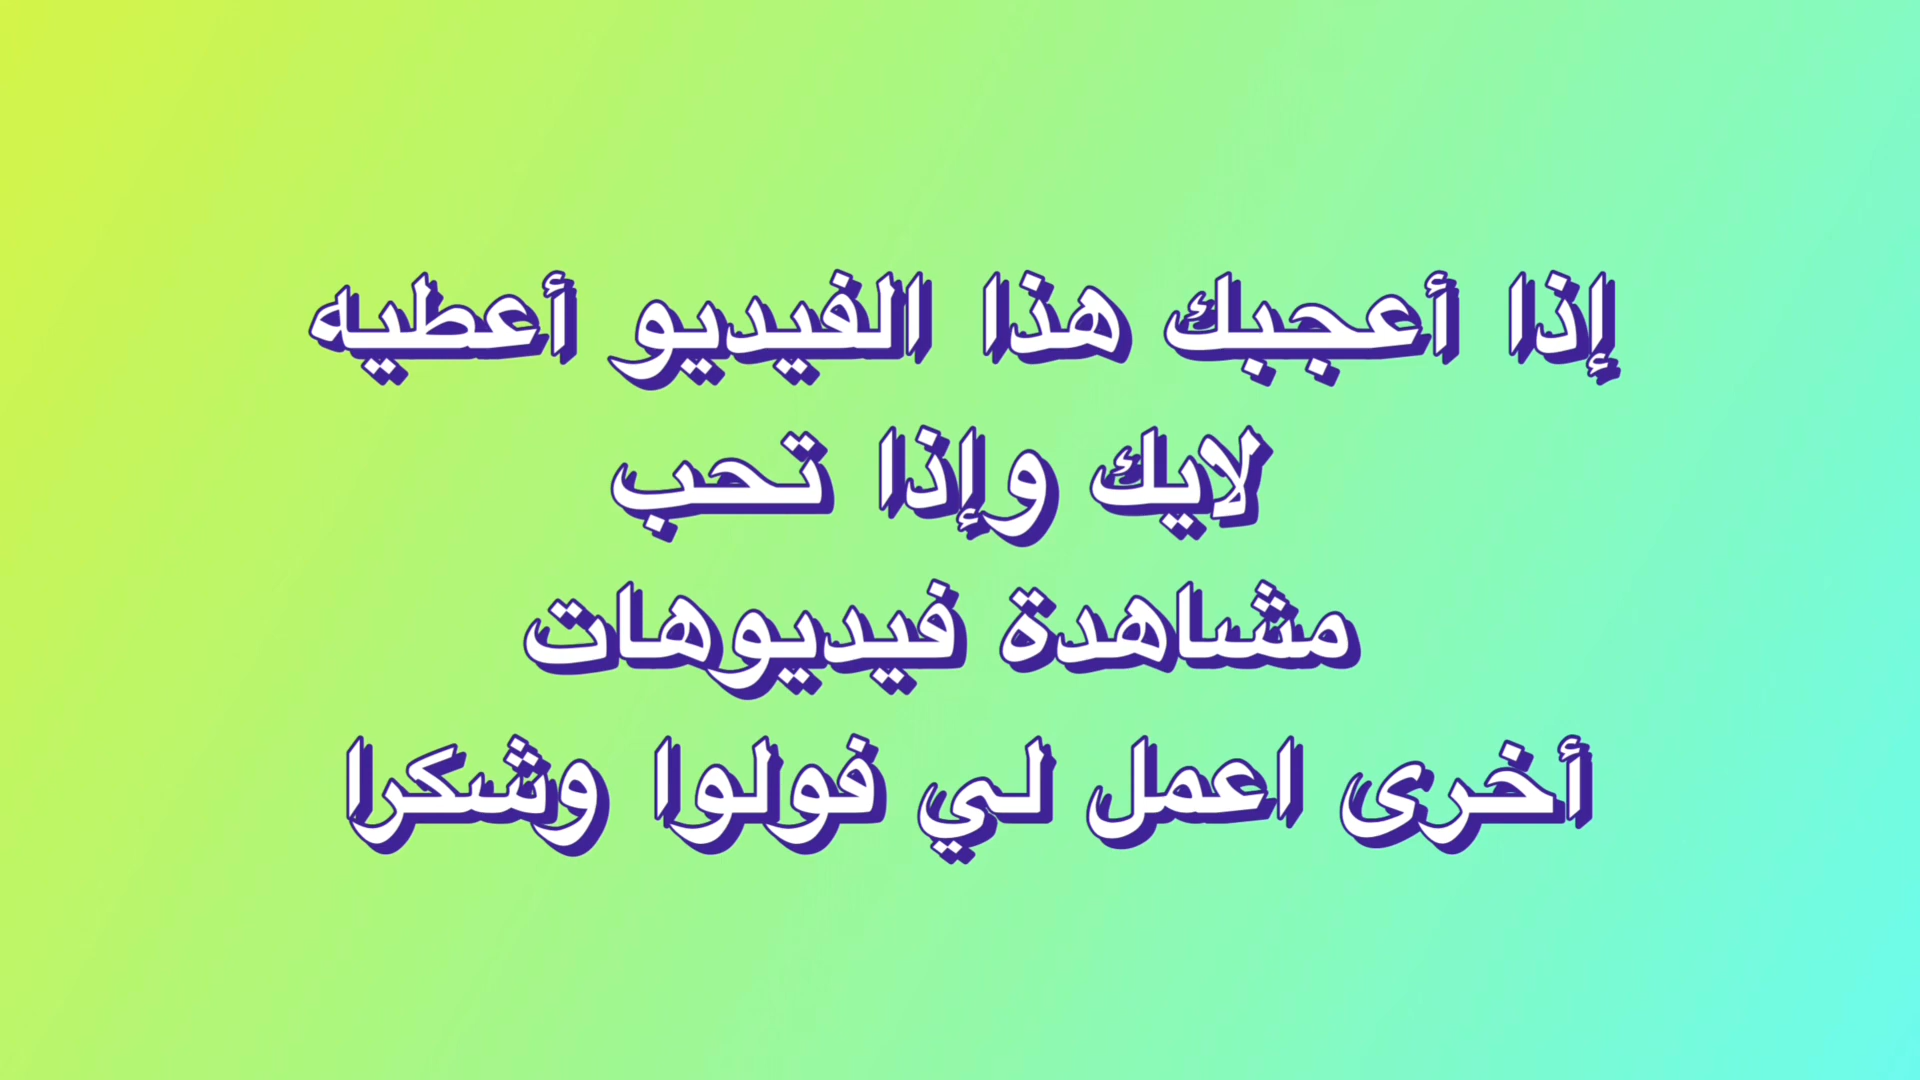 إذا أعجبك هذا الفيديو أعطيه
لايك وإذا تحب
مشاهدة فيديوهات
أخرى اعمل لي فولوا وشكرا